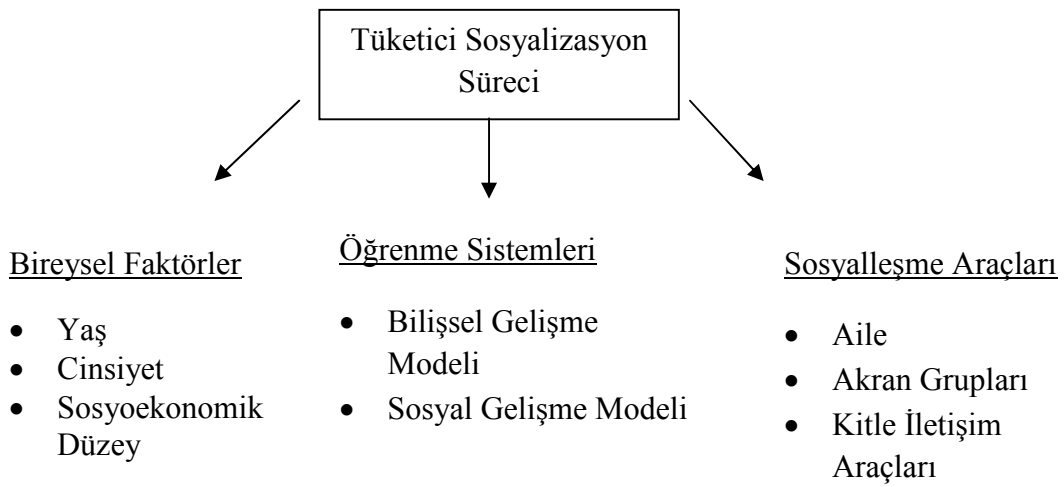 Tüketici Sosyalizasyon
Süreci
Bireysel Faktörler
• Yaş
• Cinsiyet
• Sosyoekonomik
Düzey
Öğrenme Sistemleri
• Bilişsel Gelişme
Modeli
• Sosyal Gelişme Modeli
Sosyalleşme Araçları
• Aile
• Akran Grupları
• Kitle İletişim
Araçları